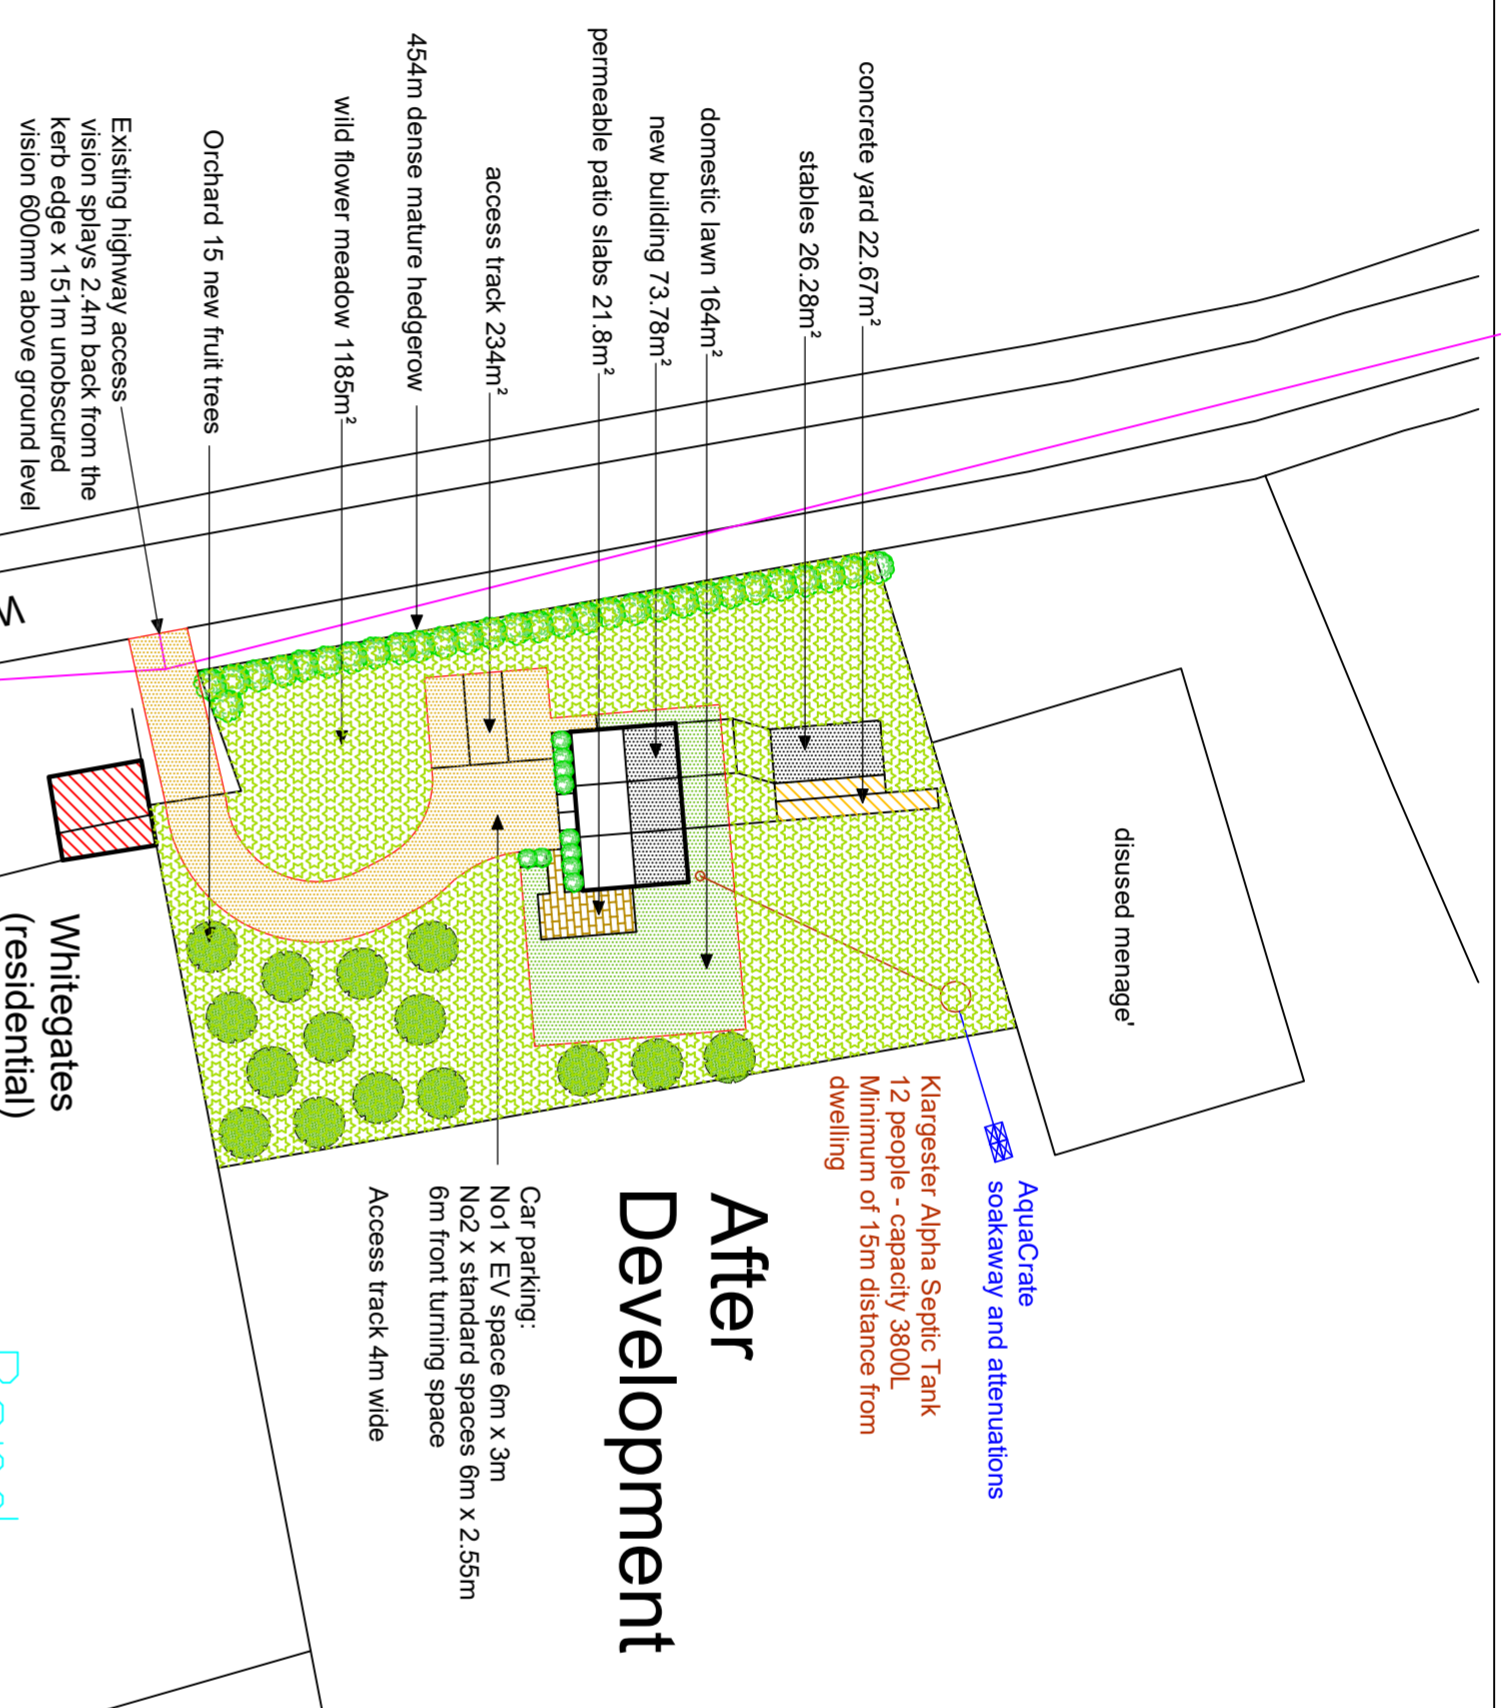 concrete yard 22.67m²
stables 26.28m²
domestic lawn 164m²
new building 73.78m²
permeable patio slabs 21.8m²
access track 234m²
454m dense mature hedgerow
wild flower meadow 1185m²
Orchard 15 new fruit trees
Existing highway access
vision splays 2.4m back from the
kerb edge x 151m unobscured
vision 600mm above ground level
disused menage'
AquaCrate
soakaway and attenuations
Klargester Alpha Septic Tank
12 people - capacity 3800L
Minimum of 15m distance from
dwelling
After
Development
Car parking:
No1 x EV space 6m x 3m
No2 x standard spaces 6m x 2.55m
6m front turning space
Access track 4m wide
Whitegates
(residential)